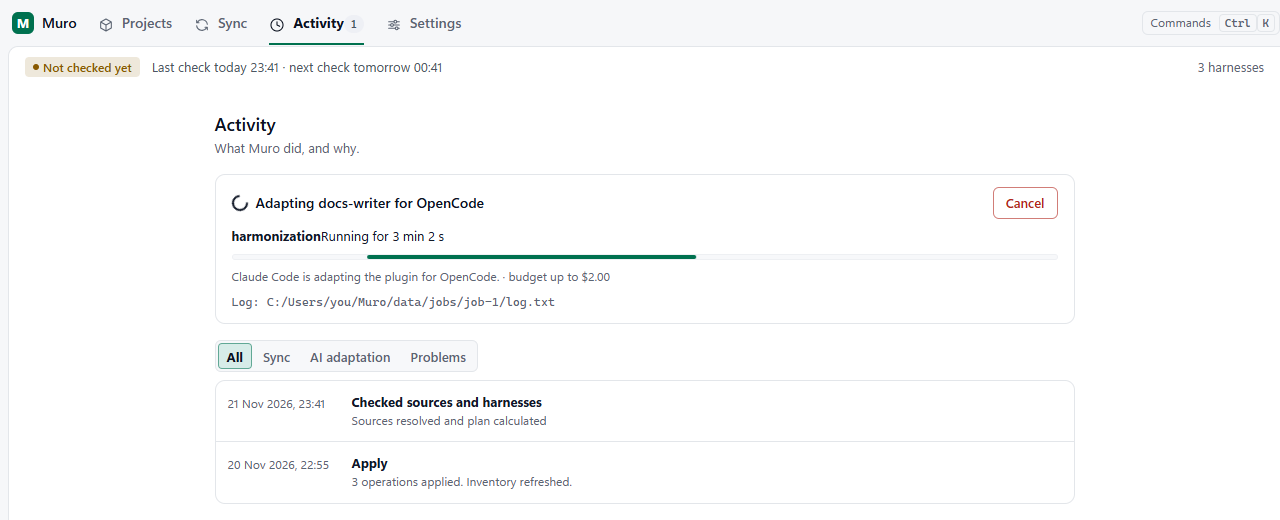 M Muro Projects Sync Activity 1 Settings Commands Ctrl K
Not checked yet Last check today 23:41 · next check tomorrow 00:41 3 harnesses
Activity
What Muro did, and why.
Adapting docs-writer for OpenCode Cancel
harmonizationRunning for 3 min 2 s
Claude Code is adapting the plugin for OpenCode. · budget up to $2.00
Log: C:/Users/you/Muro/data/jobs/job-1/log.txt
All Sync AI adaptation Problems
21 Nov 2026, 23:41 Checked sources and harnesses
Sources resolved and plan calculated
20 Nov 2026, 22:55 Apply
3 operations applied. Inventory refreshed.